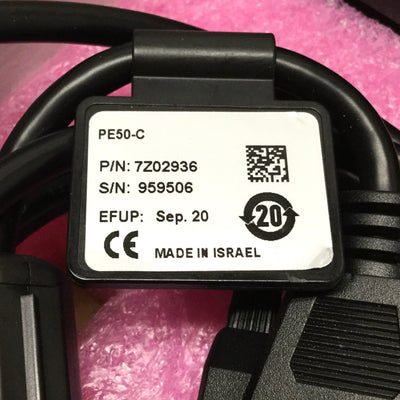 PE50-C
P/N: 7Z02936
S/N: 959506
EFUP: Sep. 20
20
CE MADE IN ISRAEL